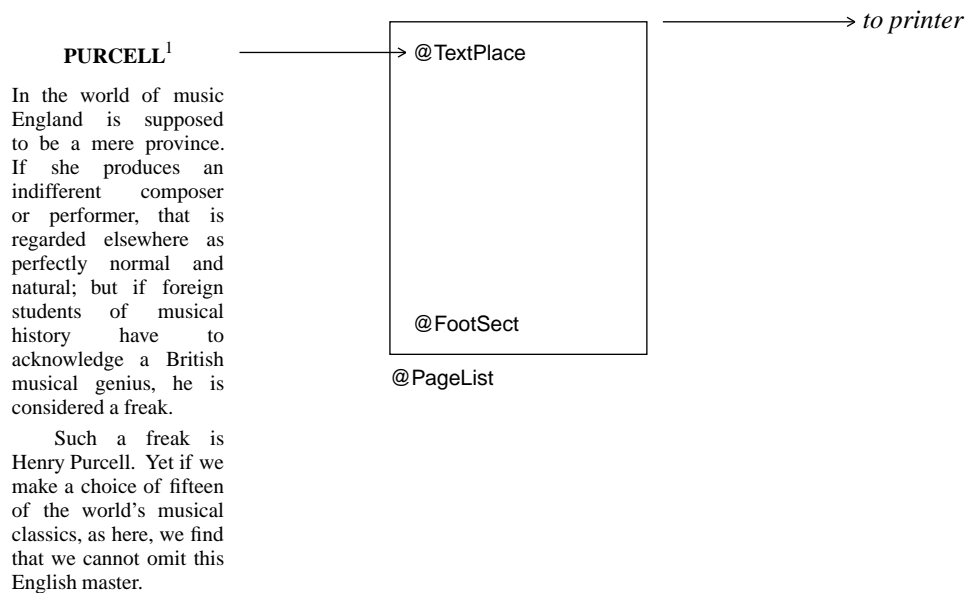 to printer
PURCELL1
@TextPlace
In the world of music
England is supposed
to be a mere province.
If she produces an
indifferent composer
or performer, that is
regarded elsewhere as
perfectly normal and
natural; but if foreign
students of musical
history have to
acknowledge a British
musical genius, he is
considered a freak.
Such a freak is
Henry Purcell. Yet if we
make a choice of fifteen
of the world's musical
classics, as here, we find
that we cannot omit this
English master.
@FootSect
@PageList